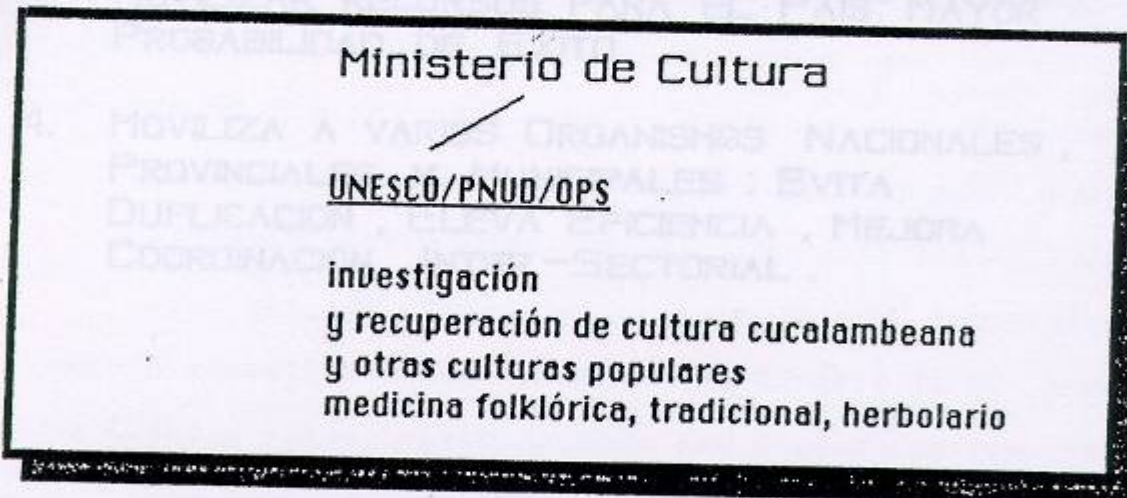 PROBABILIDAD DE EXITO
Ministerio de Cultura
4. MOVILIZA A VARIOS ORGANISMOS NACIONALES,
PROVINCIALES Y MUNICIPALES : EVITA
UNESCO/PNUD/OPS
DUPLICACION, ELEVA EFICIENCIA, MEJORA
COORDINACION INTER-SECTORIAL.
investigación
y recuperación de cultura cucalambeana
y otras culturas populares
medicina folklórica, tradicional, herbolario